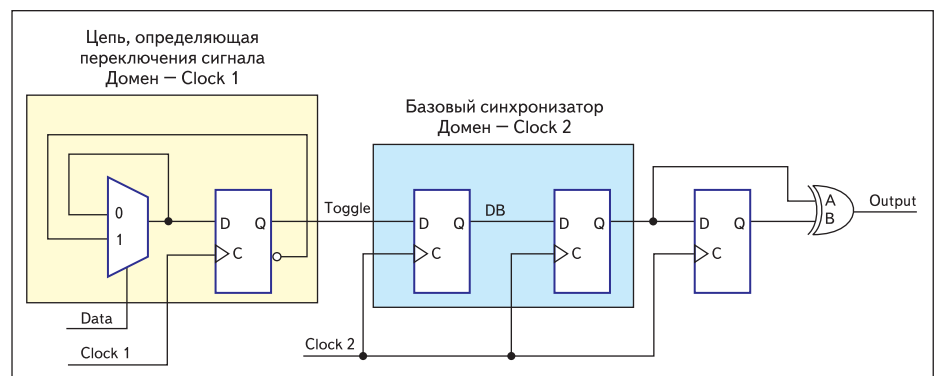 Цепь, определяющая
переключения сигнала
Домен — Clock 1
Базовый синхронизатор
Домен — Clock 2
0
1
D
Q
C
Toggle
D
Q
C
DB
D
Q
C
D
Q
C
A
B
Output
Data
Clock 1
Clock 2